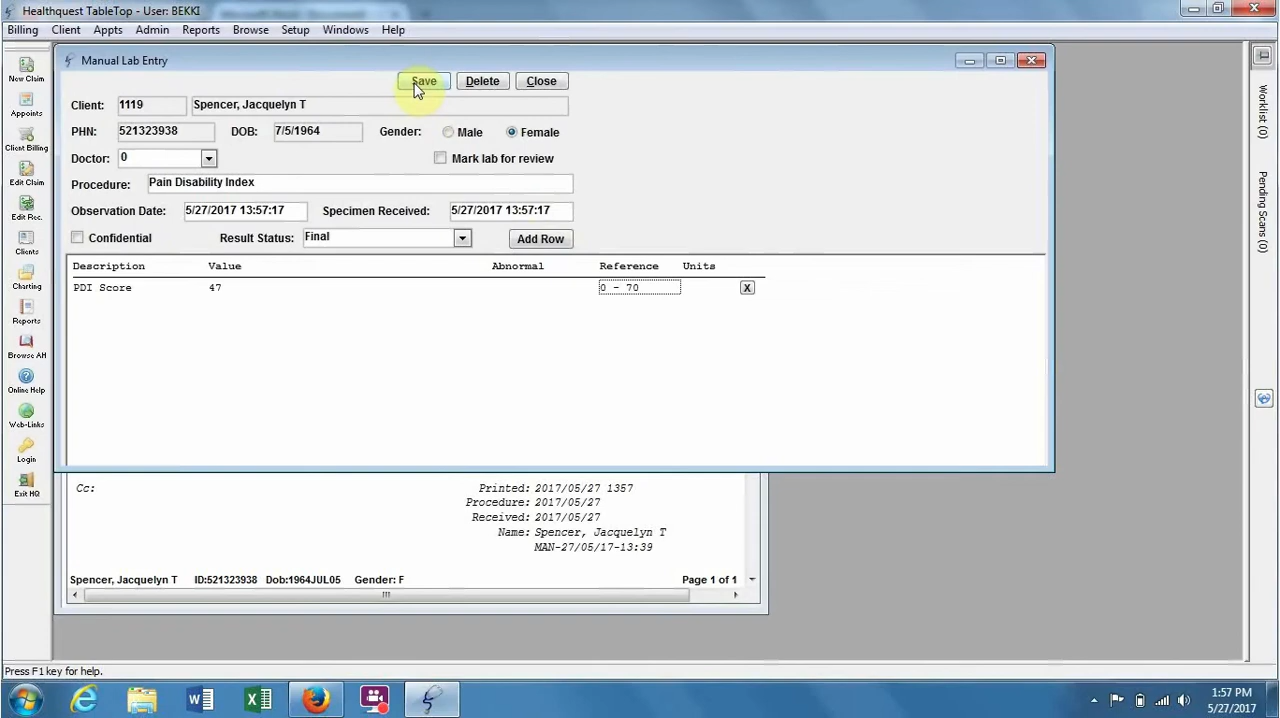 Healthquest TableTop - User: BEKKI
Billing Client Appts Admin Reports Browse Setup Windows Help
New Claim
Appoints
Client Billing
Edit Claim
Edit Rec.
Clients
Charting
Reports
Browse AH
Online Help
Web-Links
Login
Exit HQ
Manual Lab Entry
Save Delete Close
Client: 1119 Spencer, Jacquelyn T
PHN: 521323938 DOB: 7/5/1964 Gender: Male Female
Doctor: 0 Mark lab for review
Procedure: Pain Disability Index
Observation Date: 5/27/2017 13:57:17 Specimen Received: 5/27/2017 13:57:17
Confidential Result Status: Final Add Row
Description Value Abnormal Reference Units
PDI Score 47 0 - 70 X
Cc: Printed: 2017/05/27 1357
Procedure: 2017/05/27
Received: 2017/05/27
Name: Spencer, Jacquelyn T
MAN-27/05/17-13:39
Spencer, Jacquelyn T ID:521323938 Dob:1964JUL05 Gender: F Page 1 of 1
Worklist (0)
Pending Scans (0)
Press F1 key for help.
1:57 PM
5/27/2017